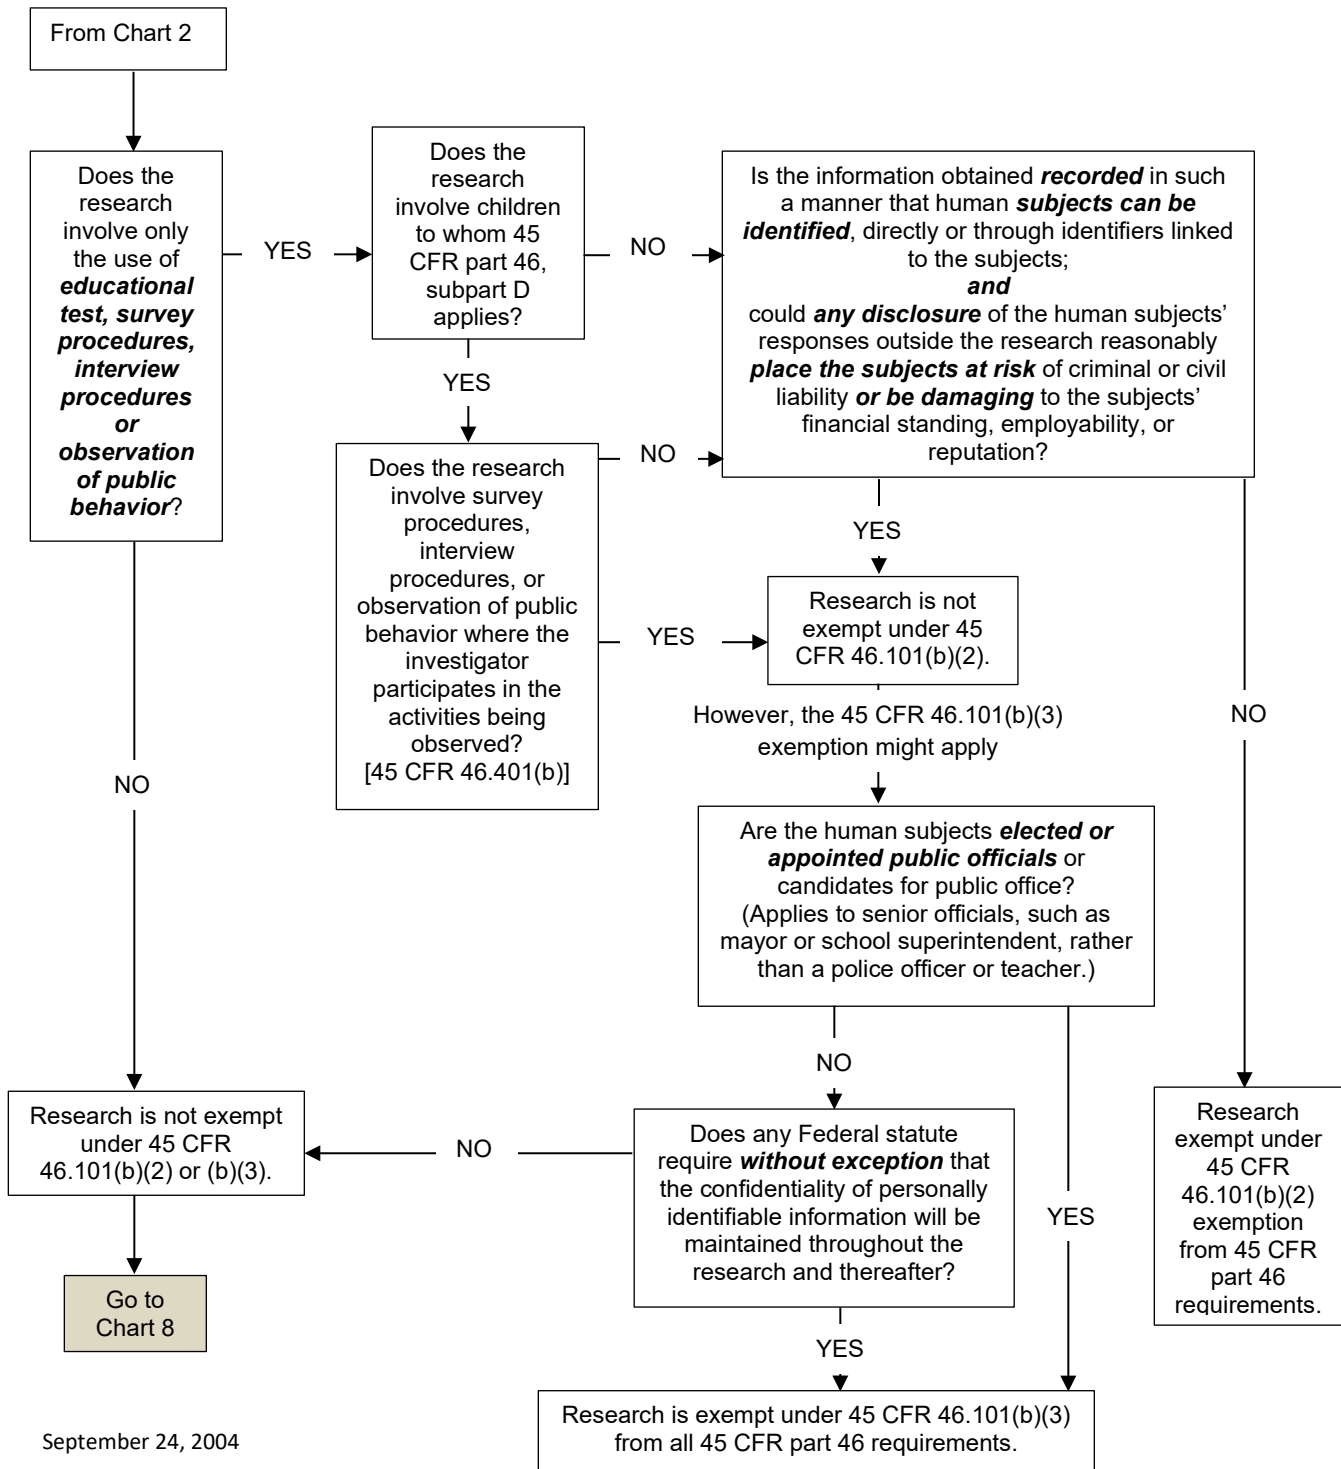 From Chart 2
Does the
research
involve only
the use of
educational
test, survey
procedures,
interview
procedures
or
observation
of public
behavior?
YES
Does the
research
involve children
to whom 45
CFR part 46,
subpart D
applies?
NO
Is the information obtained recorded in such
a manner that human subjects can be
identified, directly or through identifiers linked
to the subjects;
and
could any disclosure of the human subjects’
responses outside the research reasonably
place the subjects at risk of criminal or civil
liability or be damaging to the subjects’
financial standing, employability, or
reputation?
YES
Does the research
involve survey
procedures,
interview
procedures, or
observation of public
behavior where the
investigator
participates in the
activities being
observed?
[45 CFR 46.401(b)]
NO
YES
YES
Research is not
exempt under 45
CFR 46.101(b)(2).
However, the 45 CFR 46.101(b)(3)
exemption might apply
NO
NO
Are the human subjects elected or
appointed public officials or
candidates for public office?
(Applies to senior officials, such as
mayor or school superintendent, rather
than a police officer or teacher.)
NO
YES
Research is not exempt
under 45 CFR
46.101(b)(2) or (b)(3).
NO
Does any Federal statute
require without exception that
the confidentiality of personally
identifiable information will be
maintained throughout the
research and thereafter?
Research
exempt under
45 CFR
46.101(b)(2)
exemption
from 45 CFR
part 46
requirements.
Go to
Chart 8
YES
Research is exempt under 45 CFR 46.101(b)(3)
from all 45 CFR part 46 requirements.
September 24, 2004